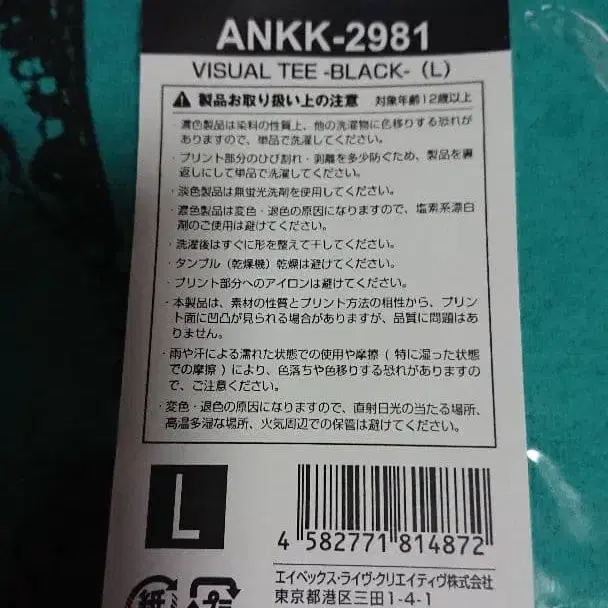 ANKK-2981
VISUAL TEE -BLACK-（L）
製品お取り扱い上の注意 対象年齢12歳以上
・濃色製品は染料の性質上、他の洗濯物に色移りする恐れが
ありますので、単品で洗濯してください。
・プリント部分のひび割れ・剥離を多少防ぐため、製品を裏
返しにして単品で洗濯してください。
・淡色製品は無蛍光洗剤を使用してください。
・濃色製品は変色・退色の原因になりますので、塩素系漂白
剤のご使用は避けてください。
・洗濯後はすぐに形を整えて干してください。
・タンブル（乾燥機）乾燥は避けてください。
・プリント部分へのアイロンは避けてください。
・本製品は、素材の性質とプリント方法の相性から、プリン
ト面に凹凸が見られる場合がありますが、品質に問題はあ
りません。
・雨や汗による濡れた状態での使用や摩擦（特に湿った状態
での摩擦）により、色落ちや色移りする恐れがありますの
で、ご注意ください。
・変色・退色の原因になりますので、直射日光の当たる場所、
高温多湿な場所、火気周辺での保管は避けてください。
L
4 582771 814872
エイベックス・ライヴ・クリエイティヴ株式会社
東京都港区三田1-4-1
紙